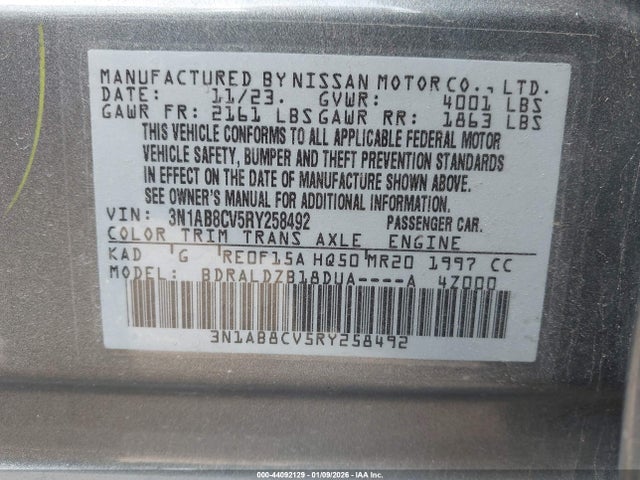 MANUFACTURED BY NISSAN MOTOR CO., LTD.
DATE: 11/23. GVWR: 4001 LBS
GAWR FR: 2161 LBS GAWR RR: 1863 LBS
THIS VEHICLE CONFORMS TO ALL APPLICABLE FEDERAL MOTOR
VEHICLE SAFETY, BUMPER AND THEFT PREVENTION STANDARDS
IN EFFECT ON THE DATE OF MANUFACTURE SHOWN ABOVE.
SEE OWNER'S MANUAL FOR ADDITIONAL INFORMATION.
VIN: 3N1AB8CV5RY258492 PASSENGER CAR.
COLOR TRIM TRANS AXLE ENGINE
KAD G RE0F15A HQ50 MR20 1997 CC
MODEL: BDRALDZB18DUA----A 4Z000
3N1AB8CV5RY258492
000-44092129 - 01/09/2026 - IAA Inc.